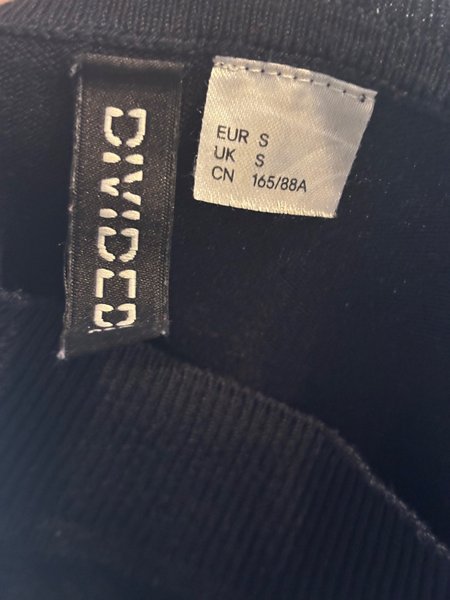 DIVIDED
EUR S
UK S
CN 165/88A